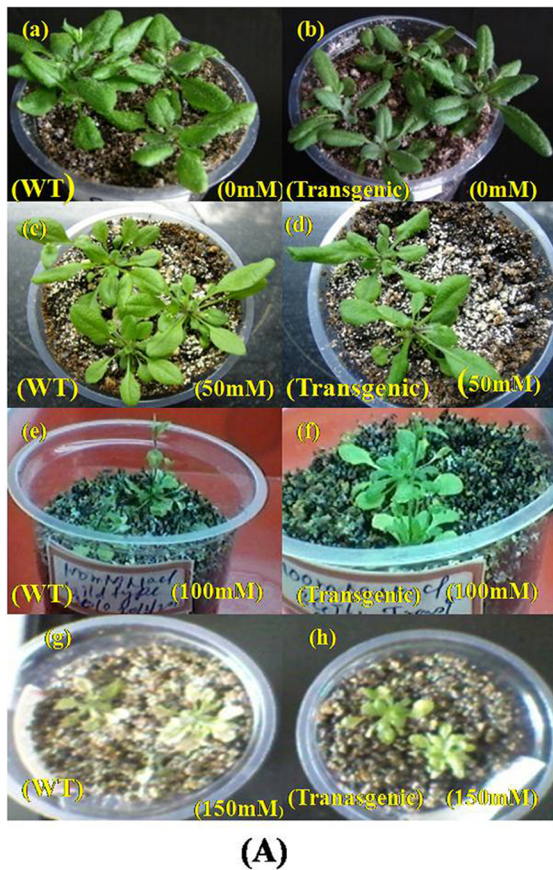 (a)
(b)
(WT)
(0mM)
(Transgenic)
(0mM)
(c)
(d)
(WT)
(50mM)
(Transgenic)
(50mM)
(e)
(f)
(WT)
(100mM)
(Transgenic)
(100mM)
(g)
(h)
(WT)
(150mM)
(Tranasgenic)
(150mM)
(A)